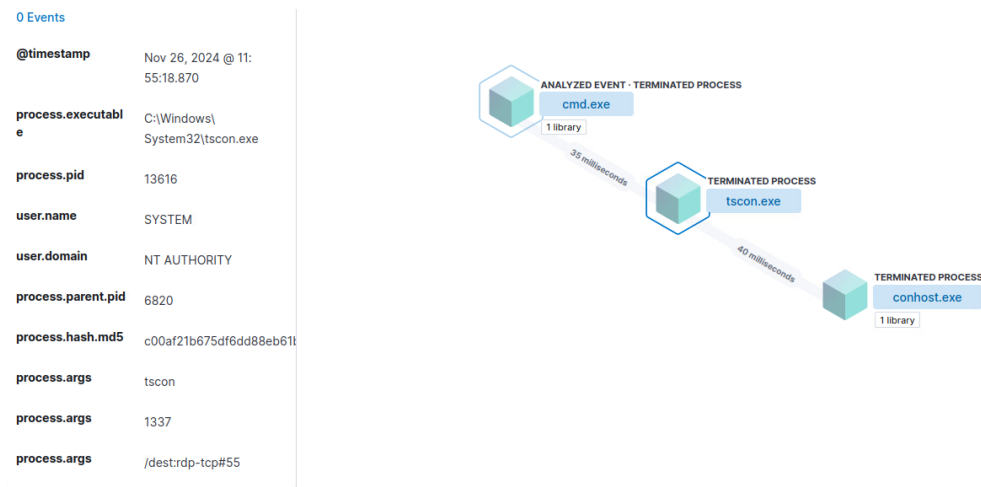 0 Events
@timestamp
Nov 26, 2024 @ 11:
55:18.870
process.executabl
e
C:\Windows\
System32\tscon.exe
process.pid
13616
user.name
SYSTEM
user.domain
NT AUTHORITY
process.parent.pid
6820
process.hash.md5
c00af21b675df6dd88eb61
process.args
tscon
process.args
1337
process.args
/dest:rdp-tcp#55
ANALYZED EVENT · TERMINATED PROCESS
cmd.exe
1 library
35 milliseconds
TERMINATED PROCESS
tscon.exe
40 milliseconds
TERMINATED PROCESS
conhost.exe
1 library